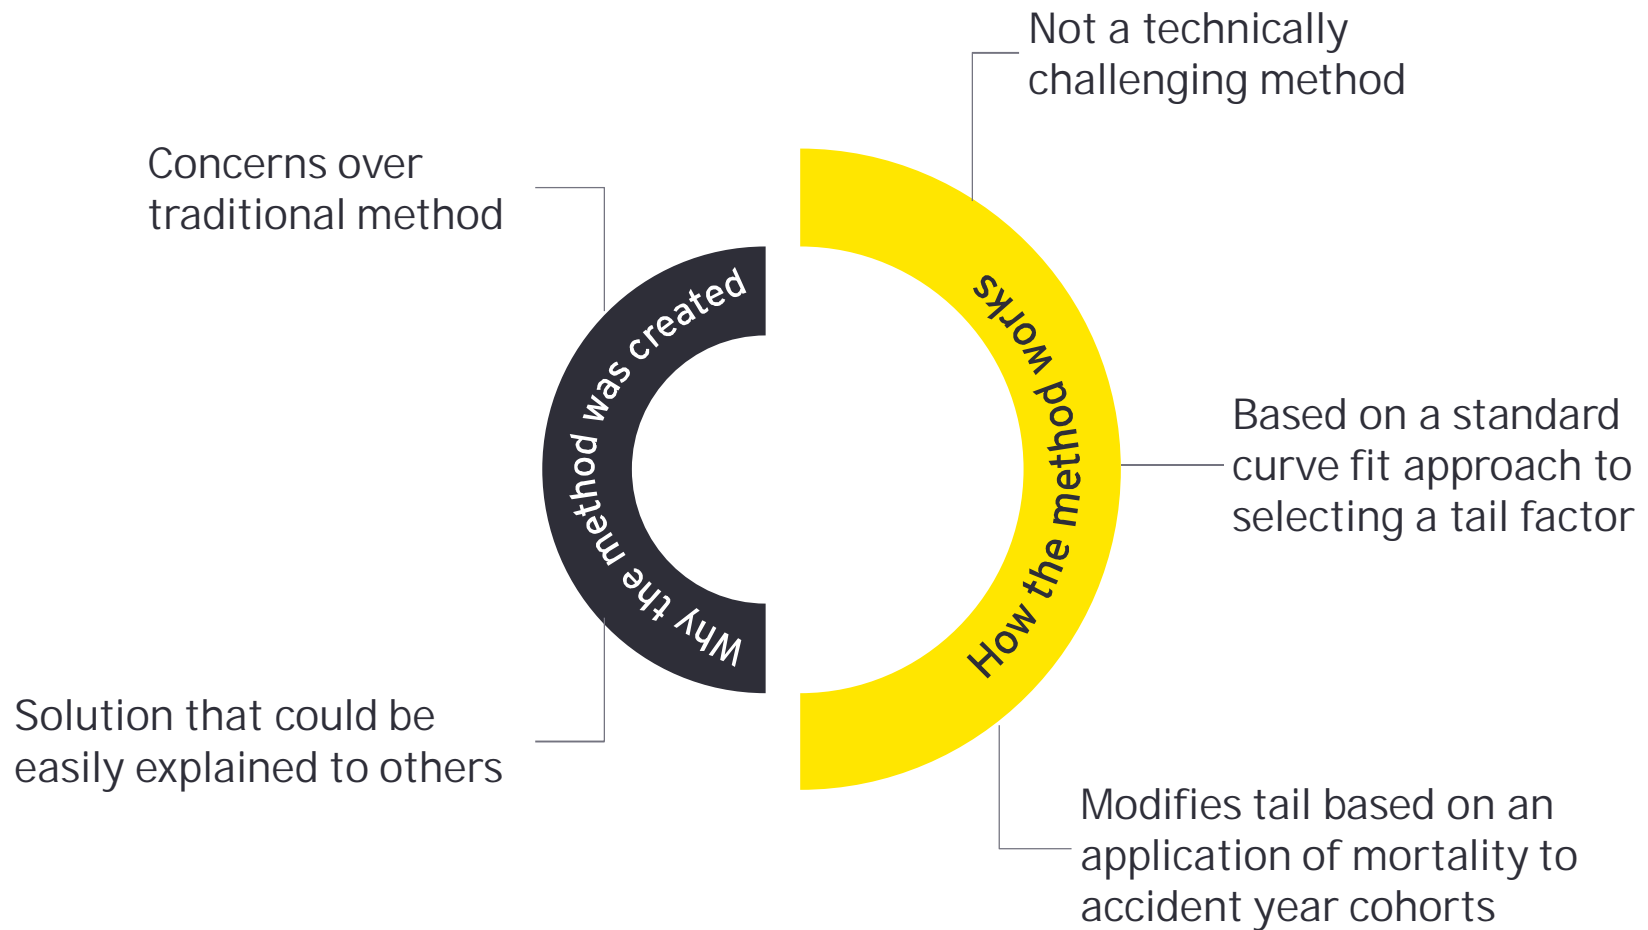 Concerns over
traditional method
Why the method was created
Solution that could be
easily explained to others
Not a technically
challenging method
How the method works
Based on a standard
curve fit approach to
selecting a tail factor
Modifies tail based on an
application of mortality to
accident year cohorts